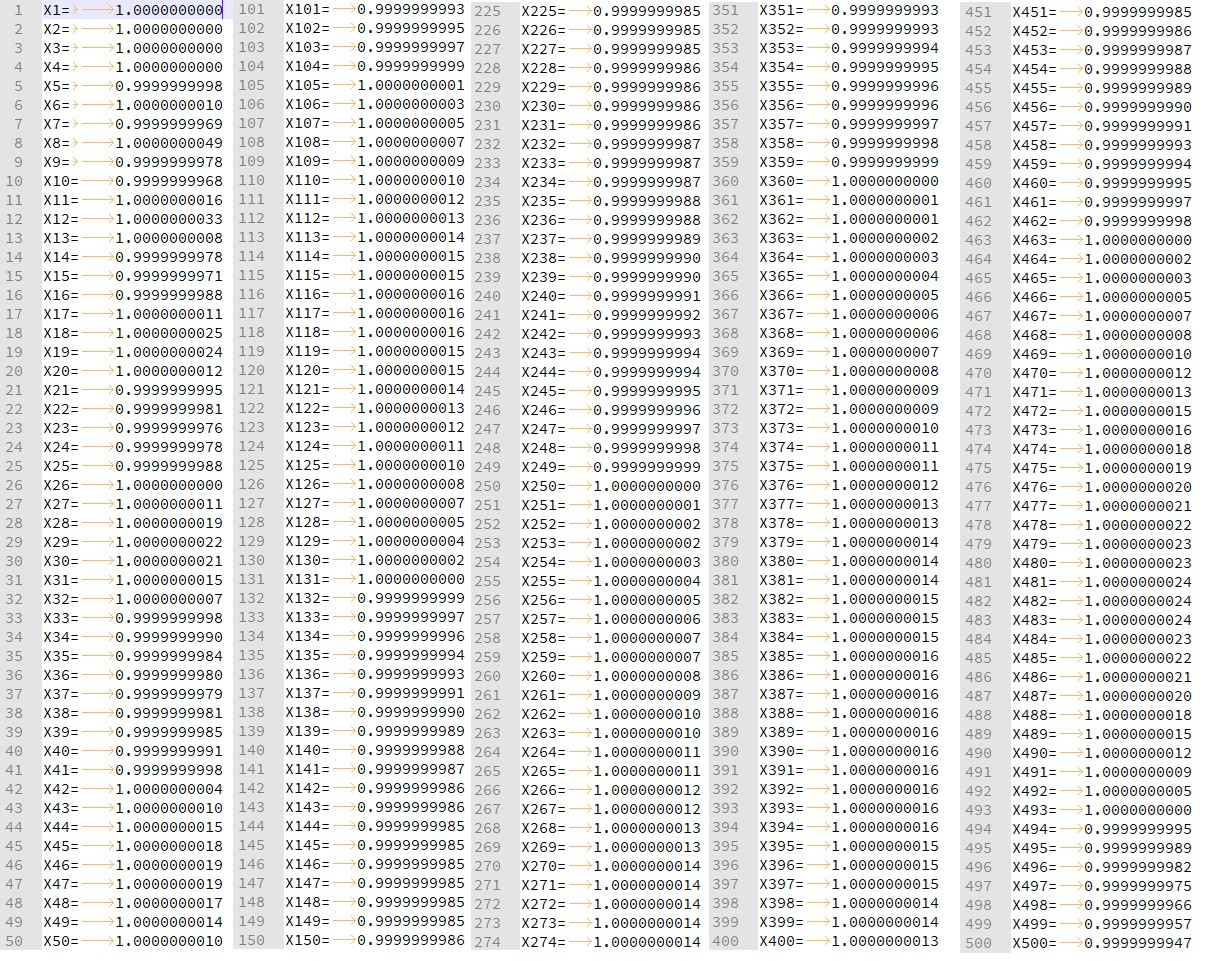 1 X1= 1.0000000000
2 X2= 1.0000000000
3 X3= 1.0000000000
4 X4= 1.0000000000
5 X5= 0.9999999998
6 X6= 1.0000000010
7 X7= 0.9999999969
8 X8= 1.0000000049
9 X9= 0.9999999978
10 X10= 0.9999999968
11 X11= 1.0000000016
12 X12= 1.0000000033
13 X13= 1.0000000008
14 X14= 0.9999999978
15 X15= 0.9999999971
16 X16= 0.9999999988
17 X17= 1.0000000011
18 X18= 1.0000000025
19 X19= 1.0000000024
20 X20= 1.0000000012
21 X21= 0.9999999995
22 X22= 0.9999999981
23 X23= 0.9999999976
24 X24= 0.9999999978
25 X25= 0.9999999988
26 X26= 1.0000000000
27 X27= 1.0000000011
28 X28= 1.0000000019
29 X29= 1.0000000022
30 X30= 1.0000000021
31 X31= 1.0000000015
32 X32= 1.0000000007
33 X33= 0.9999999998
34 X34= 0.9999999990
35 X35= 0.9999999984
36 X36= 0.9999999980
37 X37= 0.9999999979
38 X38= 0.9999999981
39 X39= 0.9999999985
40 X40= 0.9999999991
41 X41= 0.9999999998
42 X42= 1.0000000004
43 X43= 1.0000000010
44 X44= 1.0000000015
45 X45= 1.0000000018
46 X46= 1.0000000019
47 X47= 1.0000000019
48 X48= 1.0000000017
49 X49= 1.0000000014
50 X50= 1.0000000010
101 X101= 0.9999999993
102 X102= 0.9999999995
103 X103= 0.9999999997
104 X104= 0.9999999999
105 X105= 1.0000000001
106 X106= 1.0000000003
107 X107= 1.0000000005
108 X108= 1.0000000007
109 X109= 1.0000000009
110 X110= 1.0000000010
111 X111= 1.0000000012
112 X112= 1.0000000013
113 X113= 1.0000000014
114 X114= 1.0000000015
115 X115= 1.0000000015
116 X116= 1.0000000016
117 X117= 1.0000000016
118 X118= 1.0000000016
119 X119= 1.0000000015
120 X120= 1.0000000015
121 X121= 1.0000000014
122 X122= 1.0000000013
123 X123= 1.0000000012
124 X124= 1.0000000011
125 X125= 1.0000000010
126 X126= 1.0000000008
127 X127= 1.0000000007
128 X128= 1.0000000005
129 X129= 1.0000000004
130 X130= 1.0000000002
131 X131= 1.0000000000
132 X132= 0.9999999999
133 X133= 0.9999999997
134 X134= 0.9999999996
135 X135= 0.9999999994
136 X136= 0.9999999993
137 X137= 0.9999999991
138 X138= 0.9999999990
139 X139= 0.9999999989
140 X140= 0.9999999988
141 X141= 0.9999999987
142 X142= 0.9999999986
143 X143= 0.9999999986
144 X144= 0.9999999985
145 X145= 0.9999999985
146 X146= 0.9999999985
147 X147= 0.9999999985
148 X148= 0.9999999985
149 X149= 0.9999999985
150 X150= 0.9999999986
225 X225= 0.9999999985
226 X226= 0.9999999985
227 X227= 0.9999999985
228 X228= 0.9999999986
229 X229= 0.9999999986
230 X230= 0.9999999986
231 X231= 0.9999999986
232 X232= 0.9999999987
233 X233= 0.9999999987
234 X234= 0.9999999987
235 X235= 0.9999999988
236 X236= 0.9999999988
237 X237= 0.9999999989
238 X238= 0.9999999990
239 X239= 0.9999999990
240 X240= 0.9999999991
241 X241= 0.9999999992
242 X242= 0.9999999993
243 X243= 0.9999999994
244 X244= 0.9999999994
245 X245= 0.9999999995
246 X246= 0.9999999996
247 X247= 0.9999999997
248 X248= 0.9999999998
249 X249= 0.9999999999
250 X250= 1.0000000000
251 X251= 1.0000000001
252 X252= 1.0000000002
253 X253= 1.0000000002
254 X254= 1.0000000003
255 X255= 1.0000000004
256 X256= 1.0000000005
257 X257= 1.0000000006
258 X258= 1.0000000007
259 X259= 1.0000000007
260 X260= 1.0000000008
261 X261= 1.0000000009
262 X262= 1.0000000010
263 X263= 1.0000000010
264 X264= 1.0000000011
265 X265= 1.0000000011
266 X266= 1.0000000012
267 X267= 1.0000000012
268 X268= 1.0000000013
269 X269= 1.0000000013
270 X270= 1.0000000014
271 X271= 1.0000000014
272 X272= 1.0000000014
273 X273= 1.0000000014
274 X274= 1.0000000014
351 X351= 0.9999999993
352 X352= 0.9999999993
353 X353= 0.9999999994
354 X354= 0.9999999995
355 X355= 0.9999999996
356 X356= 0.9999999996
357 X357= 0.9999999997
358 X358= 0.9999999998
359 X359= 0.9999999999
360 X360= 1.0000000000
361 X361= 1.0000000001
362 X362= 1.0000000001
363 X363= 1.0000000002
364 X364= 1.0000000003
365 X365= 1.0000000004
366 X366= 1.0000000005
367 X367= 1.0000000006
368 X368= 1.0000000006
369 X369= 1.0000000007
370 X370= 1.0000000008
371 X371= 1.0000000009
372 X372= 1.0000000009
373 X373= 1.0000000010
374 X374= 1.0000000011
375 X375= 1.0000000011
376 X376= 1.0000000012
377 X377= 1.0000000013
378 X378= 1.0000000013
379 X379= 1.0000000014
380 X380= 1.0000000014
381 X381= 1.0000000014
382 X382= 1.0000000015
383 X383= 1.0000000015
384 X384= 1.0000000015
385 X385= 1.0000000016
386 X386= 1.0000000016
387 X387= 1.0000000016
388 X388= 1.0000000016
389 X389= 1.0000000016
390 X390= 1.0000000016
391 X391= 1.0000000016
392 X392= 1.0000000016
393 X393= 1.0000000016
394 X394= 1.0000000016
395 X395= 1.0000000015
396 X396= 1.0000000015
397 X397= 1.0000000015
398 X398= 1.0000000014
399 X399= 1.0000000014
400 X400= 1.0000000013
451 X451= 0.9999999985
452 X452= 0.9999999986
453 X453= 0.9999999987
454 X454= 0.9999999988
455 X455= 0.9999999989
456 X456= 0.9999999990
457 X457= 0.9999999991
458 X458= 0.9999999993
459 X459= 0.9999999994
460 X460= 0.9999999995
461 X461= 0.9999999997
462 X462= 0.9999999998
463 X463= 1.0000000000
464 X464= 1.0000000002
465 X465= 1.0000000003
466 X466= 1.0000000005
467 X467= 1.0000000007
468 X468= 1.0000000008
469 X469= 1.0000000010
470 X470= 1.0000000012
471 X471= 1.0000000013
472 X472= 1.0000000015
473 X473= 1.0000000016
474 X474= 1.0000000018
475 X475= 1.0000000019
476 X476= 1.0000000020
477 X477= 1.0000000021
478 X478= 1.0000000022
479 X479= 1.0000000023
480 X480= 1.0000000023
481 X481= 1.0000000024
482 X482= 1.0000000024
483 X483= 1.0000000024
484 X484= 1.0000000023
485 X485= 1.0000000022
486 X486= 1.0000000021
487 X487= 1.0000000020
488 X488= 1.0000000018
489 X489= 1.0000000015
490 X490= 1.0000000012
491 X491= 1.0000000009
492 X492= 1.0000000005
493 X493= 1.0000000000
494 X494= 0.9999999995
495 X495= 0.9999999989
496 X496= 0.9999999982
497 X497= 0.9999999975
498 X498= 0.9999999966
499 X499= 0.9999999957
500 X500= 0.9999999947